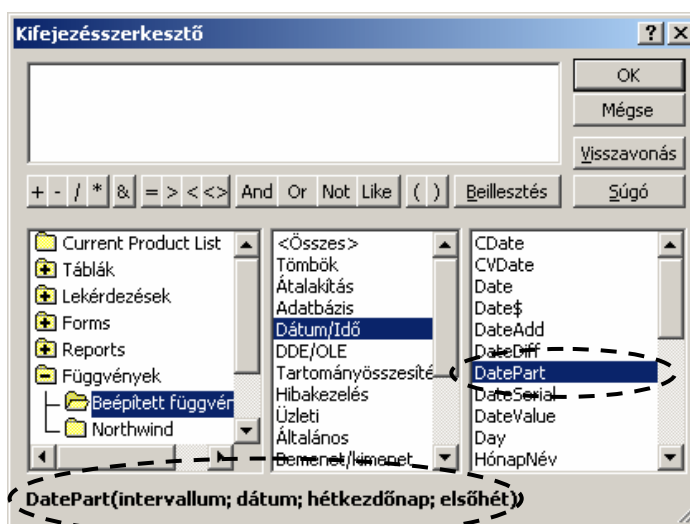 Kifejezésszerkesztő
OK
Mégse
Visszavonás
+ - / * & = > < <> And Or Not Like ( ) Beillesztés Súgó
Current Product List
Táblák
Lekérdezések
Forms
Reports
Függvények
Beépített függvén
Northwind
<Összes>
Tömbök
Átalakítás
Adatbázis
Dátum/Idő
DDE/OLE
Tartományösszesíté
Hibakezelés
Üzleti
Általános
Bemenet/kimenet
CDate
CVDate
Date
Date$
DateAdd
DateDiff
DatePart
DateSerial
DateValue
Day
HónapNév
DatePart(intervallum; dátum; hétkezdőnap; elsőhét)